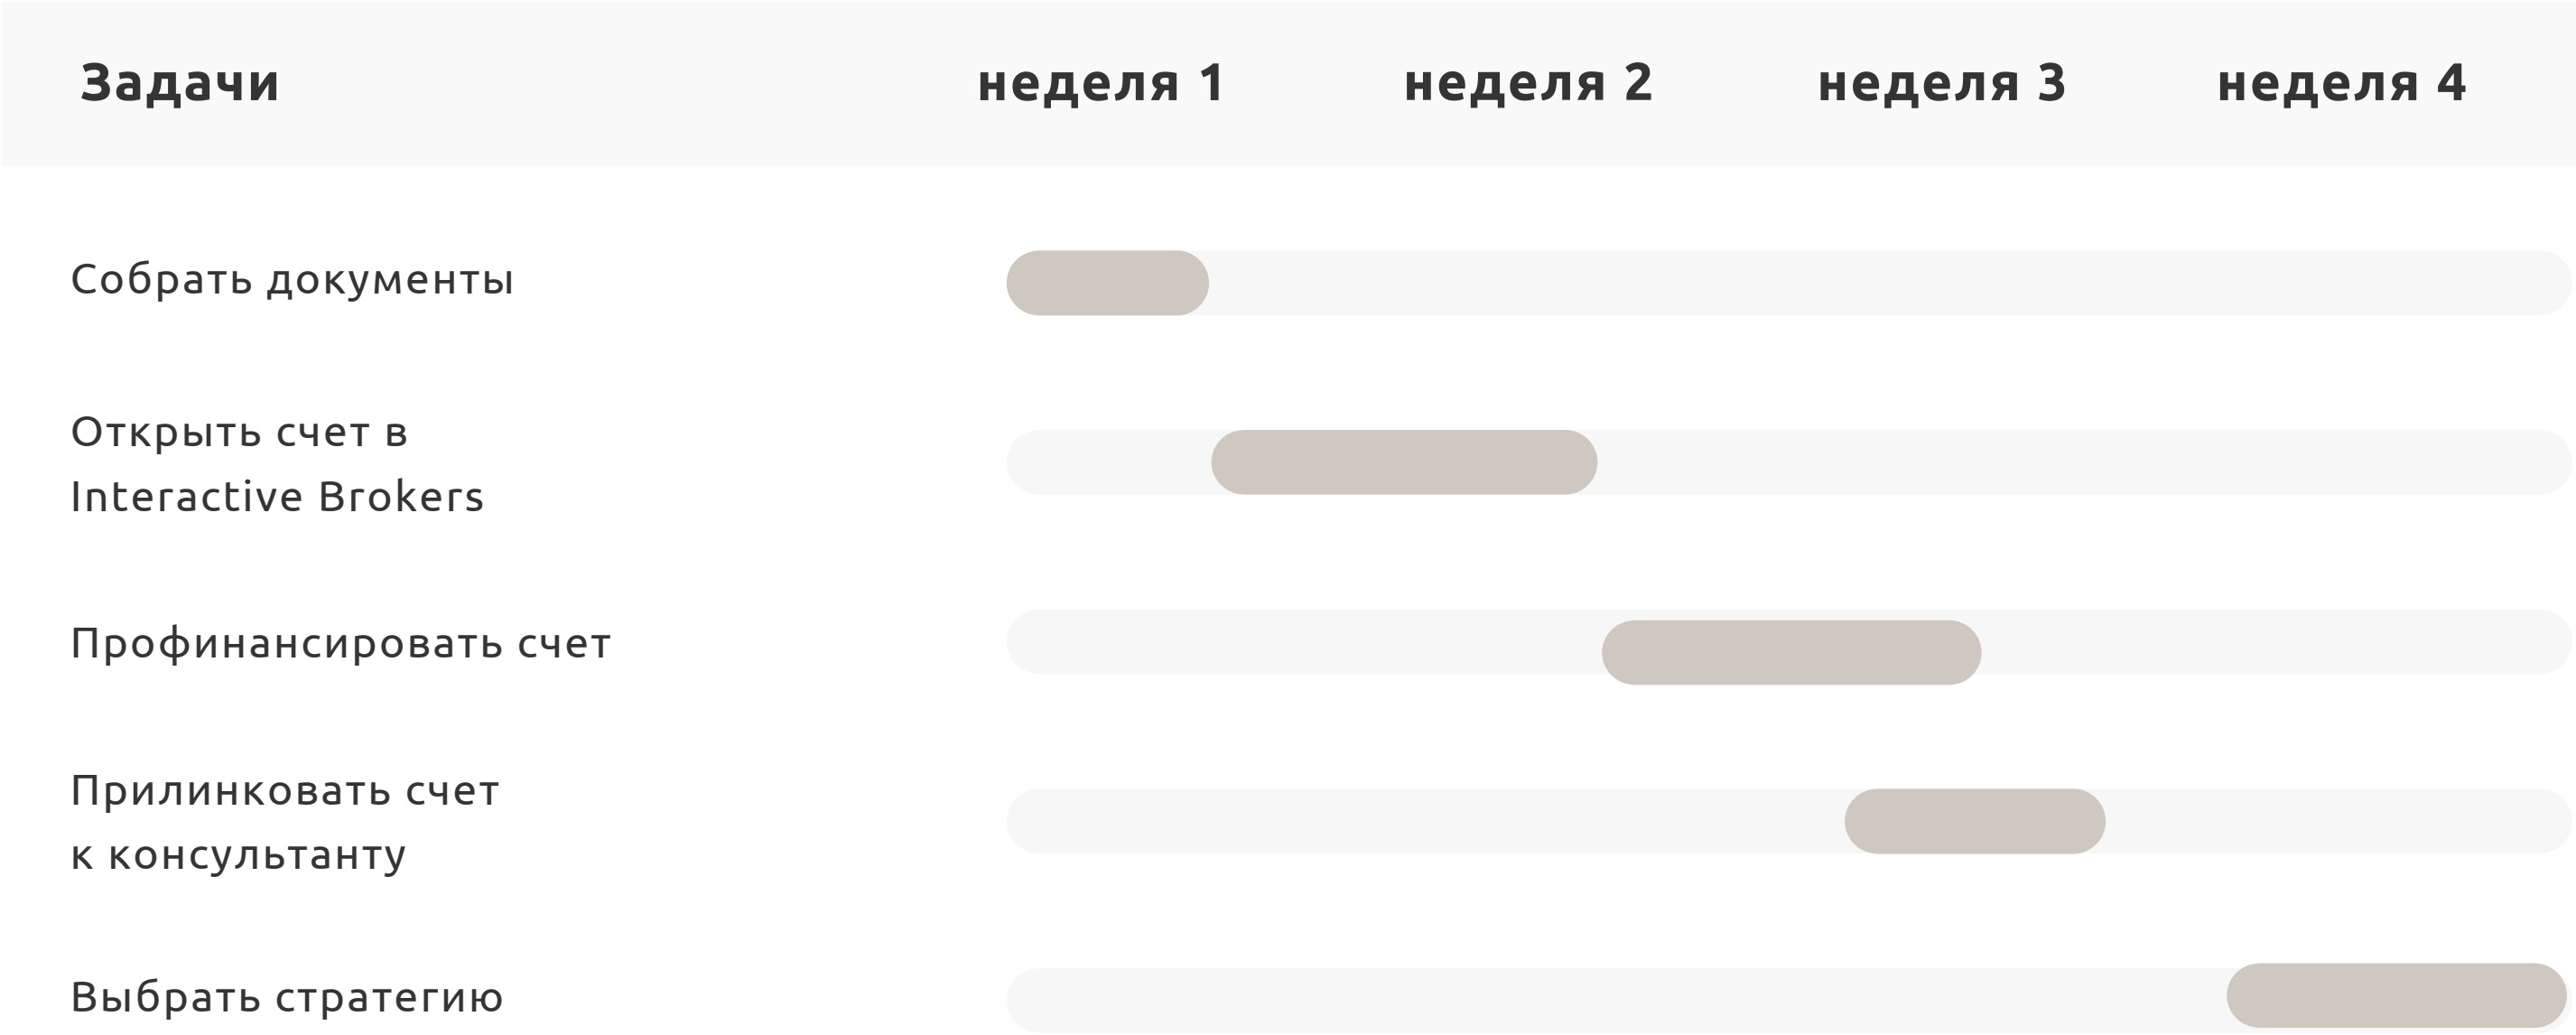 Задачи неделя 1 неделя 2 неделя 3 неделя 4
Собрать документы
Открыть счет в
Interactive Brokers
Профинансировать счет
Прилинковать счет
к консультанту
Выбрать стратегию